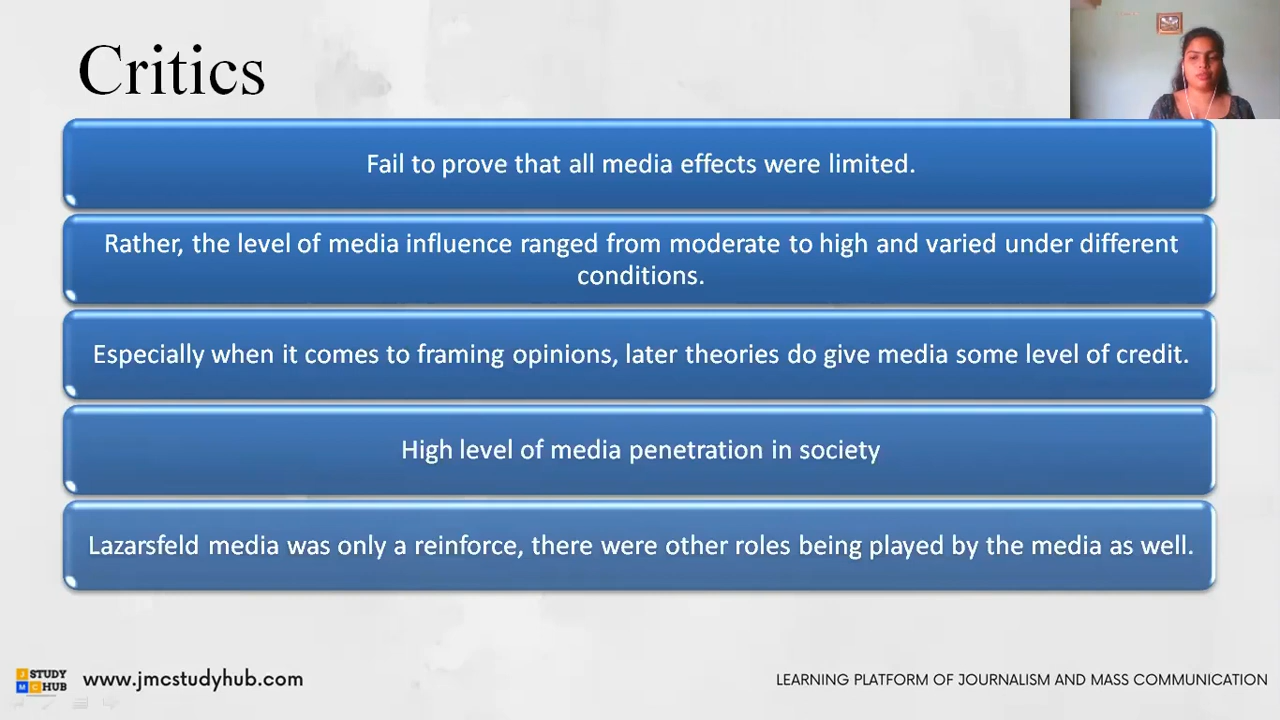 Critics
Fail to prove that all media effects were limited.
Rather, the level of media influence ranged from moderate to high and varied under different
conditions.
Especially when it comes to framing opinions, later theories do give media some level of credit.
High level of media penetration in society
Lazarsfeld media was only a reinforce, there were other roles being played by the media as well.
J STUDY
MC HUB
www.jmcstudyhub.com
LEARNING PLATFORM OF JOURNALISM AND MASS COMMUNICATION